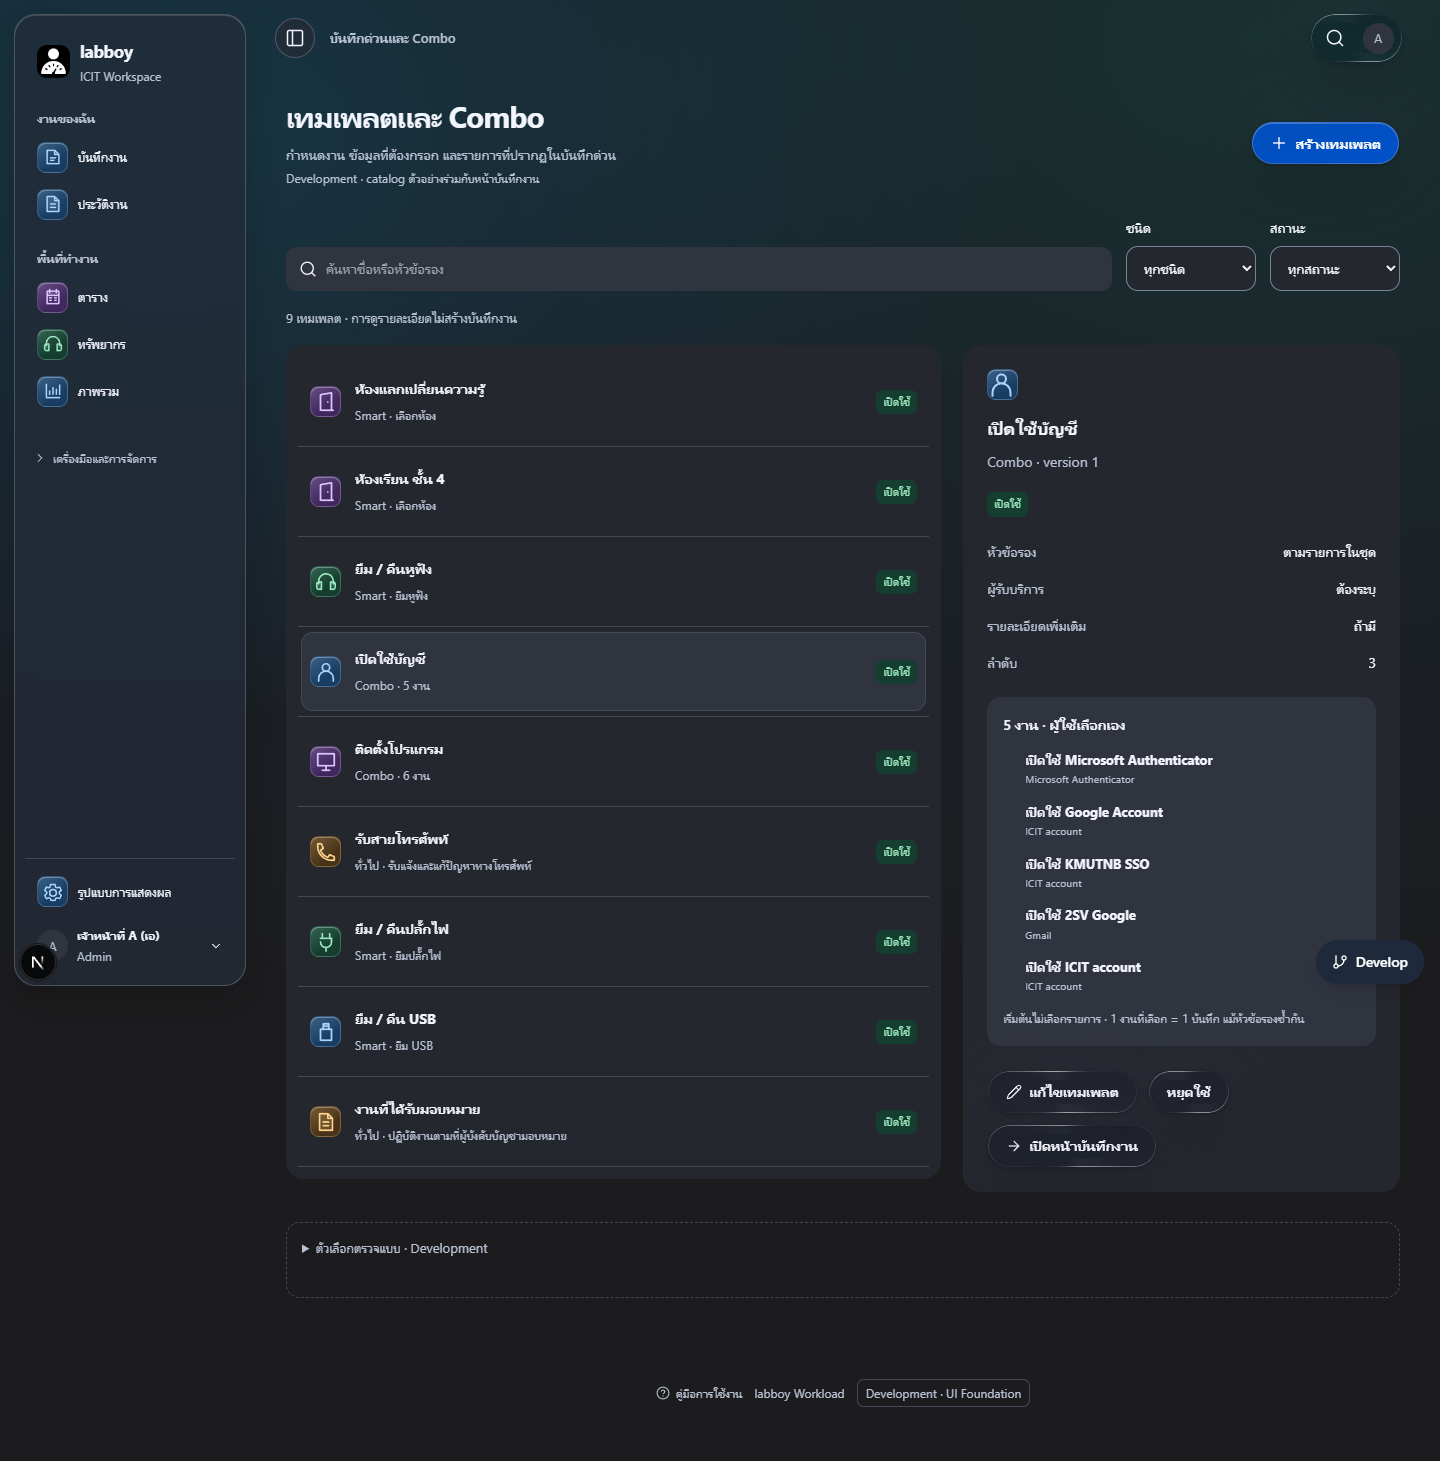 labboy
ICIT Workspace
งานของฉัน
บันทึกงาน
ประวัติงาน
พื้นที่ทำงาน
ตาราง
ทรัพยากร
ภาพรวม
เครื่องมือและการจัดการ
รูปแบบการแสดงผล
A
เจ้าหน้าที่ A (เอ)
Admin
N
บันทึกด่วนและ Combo
A
เทมเพลตและ Combo
กำหนดงาน ข้อมูลที่ต้องกรอก และรายการที่ปรากฏในบันทึกด่วน
Development · catalog ตัวอย่างร่วมกับหน้าบันทึกงาน
สร้างเทมเพลต
ชนิด
สถานะ
ค้นหาชื่อหรือหัวข้อรอง
ทุกชนิด
ทุกสถานะ
9 เทมเพลต · การดูรายละเอียดไม่สร้างบันทึกงาน
ห้องแลกเปลี่ยนความรู้
Smart · เลือกห้อง
เปิดใช้
ห้องเรียน ชั้น 4
Smart · เลือกห้อง
เปิดใช้
ยืม / คืนหูฟัง
Smart · ยืมหูฟัง
เปิดใช้
เปิดใช้บัญชี
Combo · 5 งาน
เปิดใช้
ติดตั้งโปรแกรม
Combo · 6 งาน
เปิดใช้
รับสายโทรศัพท์
ทั่วไป · รับแจ้งและแก้ปัญหาทางโทรศัพท์
เปิดใช้
ยืม / คืนปลั๊กไฟ
Smart · ยืมปลั๊กไฟ
เปิดใช้
ยืม / คืน USB
Smart · ยืม USB
เปิดใช้
งานที่ได้รับมอบหมาย
ทั่วไป · ปฏิบัติงานตามที่ผู้บังคับบัญชามอบหมาย
เปิดใช้
เปิดใช้บัญชี
Combo · version 1
เปิดใช้
หัวข้อรอง ตามรายการในชุด
ผู้รับบริการ ต้องระบุ
รายละเอียดเพิ่มเติม ถ้ามี
ลำดับ 3
5 งาน · ผู้ใช้เลือกเอง
เปิดใช้ Microsoft Authenticator
Microsoft Authenticator
เปิดใช้ Google Account
ICIT account
เปิดใช้ KMUTNB SSO
ICIT account
เปิดใช้ 2SV Google
Gmail
เปิดใช้ ICIT account
ICIT account
เริ่มต้นไม่เลือกรายการ · 1 งานที่เลือก = 1 บันทึก แม้หัวข้อรองซ้ำกัน
Develop
แก้ไขเทมเพลต
หยุดใช้
เปิดหน้าบันทึกงาน
ตัวเลือกตรวจแบบ · Development
คู่มือการใช้งาน labboy Workload Development · UI Foundation